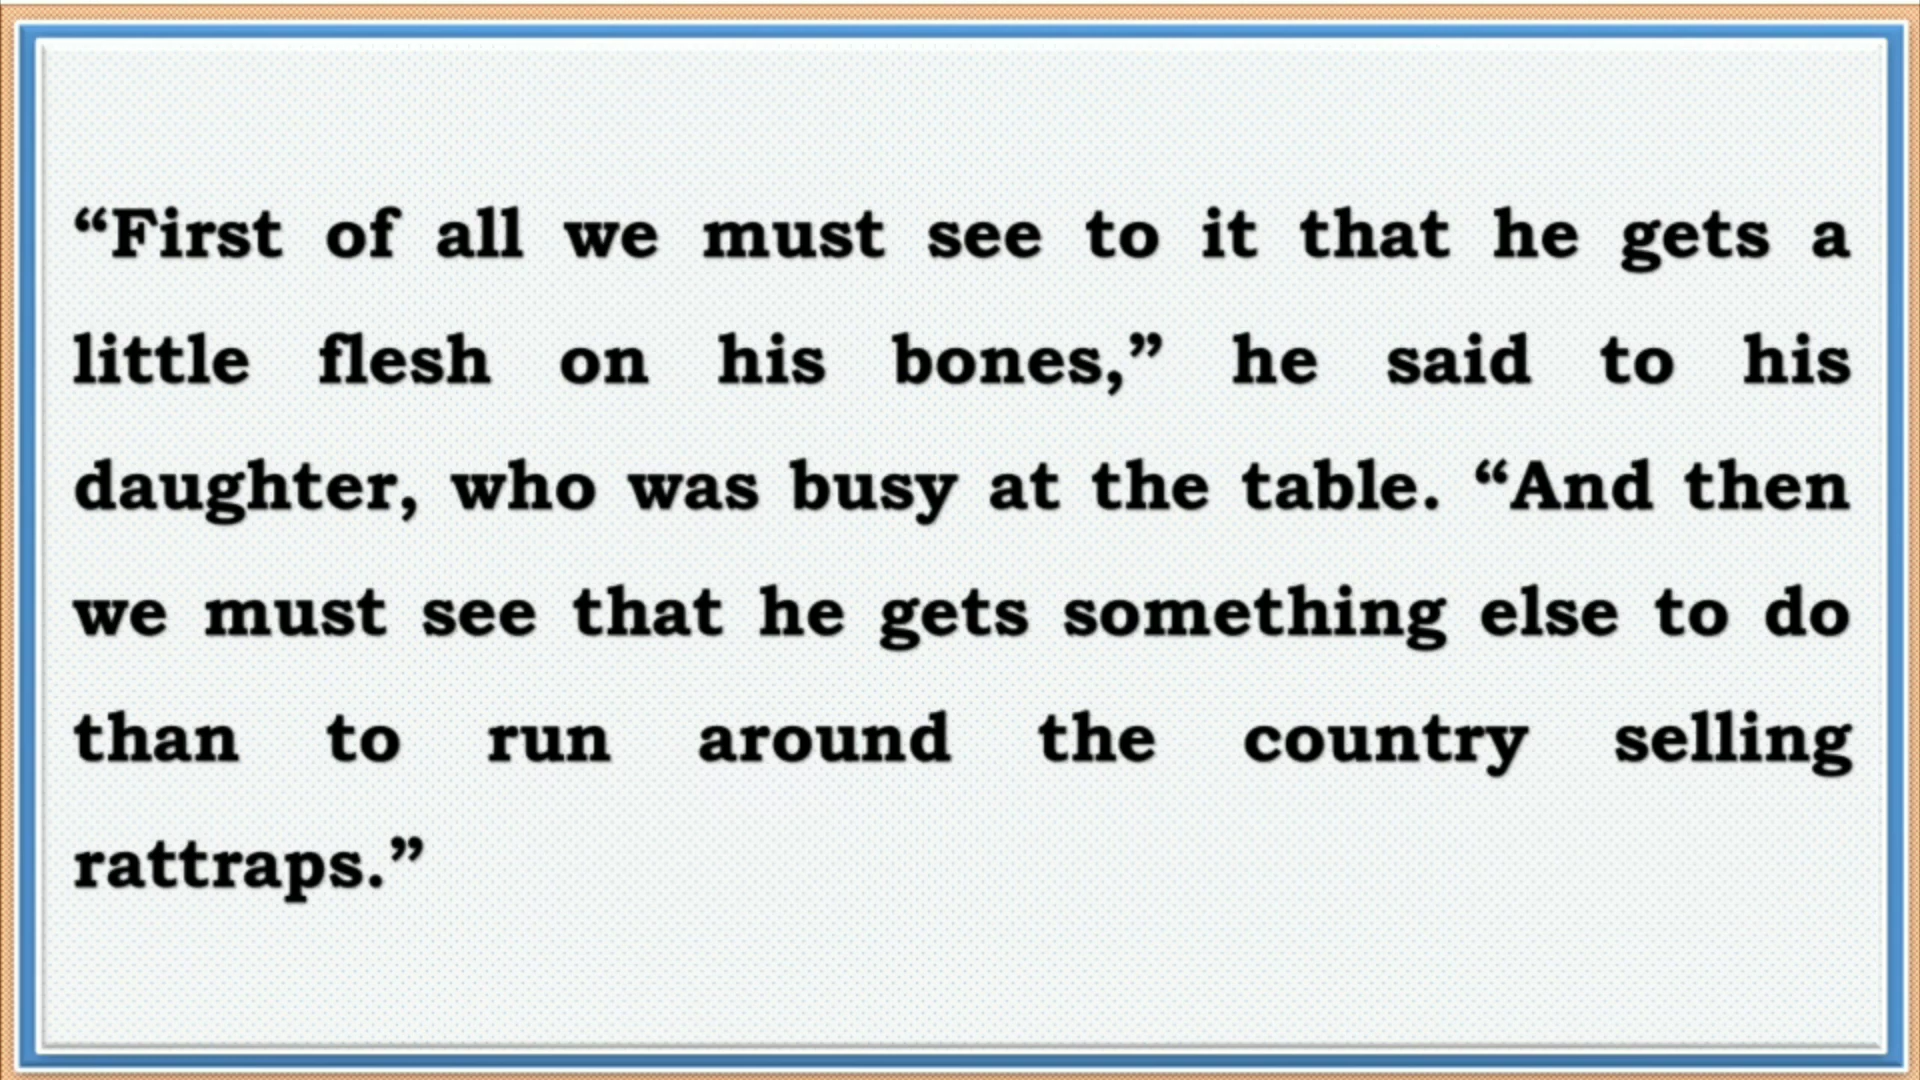 “First of all we must see to it that he gets a
little flesh on his bones,” he said to his
daughter, who was busy at the table. “And then
we must see that he gets something else to do
than to run around the country selling
rattraps.”